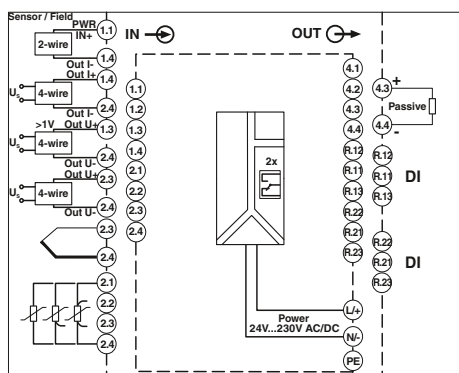 Sensor / Field
PWR
IN+
1.1
2-wire
1.4
Out I-
Out I+
1.4
Us
4-wire
2.4
Out I-
>1V
Out U+
1.3
Us
4-wire
Out U-
2.4
Out U+
2.3
Us
4-wire
2.4
Out U-
2.3
2.4
2.1
2.2
2.3
2.4
IN
1.1
1.2
1.3
1.4
2.1
2.2
2.3
2.4
2x
Power
24V...230V AC/DC
OUT
4.1
4.2
4.3
4.4
R.12
R.11
R.13
R.22
R.21
R.23
L/+
N/-
PE
4.3
+
Passive
4.4
-
R.12
R.11
DI
R.13
R.22
R.21
DI
R.23